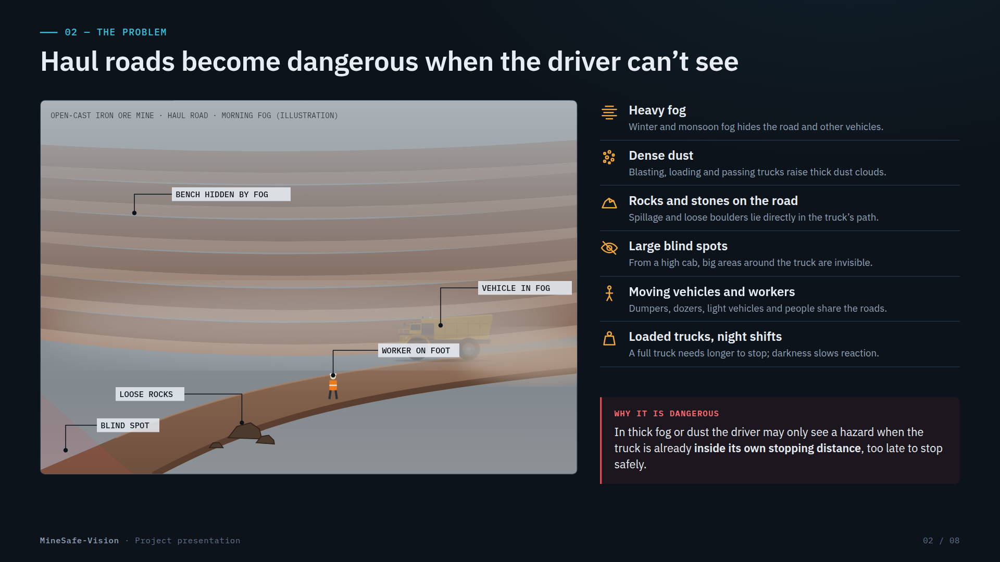 02 — THE PROBLEM
Haul roads become dangerous when the driver can’t see
OPEN-CAST IRON ORE MINE · HAUL ROAD · MORNING FOG (ILLUSTRATION)
BENCH HIDDEN BY FOG
VEHICLE IN FOG
WORKER ON FOOT
LOOSE ROCKS
BLIND SPOT
Heavy fog
Winter and monsoon fog hides the road and other vehicles.
Dense dust
Blasting, loading and passing trucks raise thick dust clouds.
Rocks and stones on the road
Spillage and loose boulders lie directly in the truck’s path.
Large blind spots
From a high cab, big areas around the truck are invisible.
Moving vehicles and workers
Dumpers, dozers, light vehicles and people share the roads.
Loaded trucks, night shifts
A full truck needs longer to stop; darkness slows reaction.
WHY IT IS DANGEROUS
In thick fog or dust the driver may only see a hazard when the
truck is already inside its own stopping distance, too late to stop
safely.
MineSafe-Vision · Project presentation
02 / 08